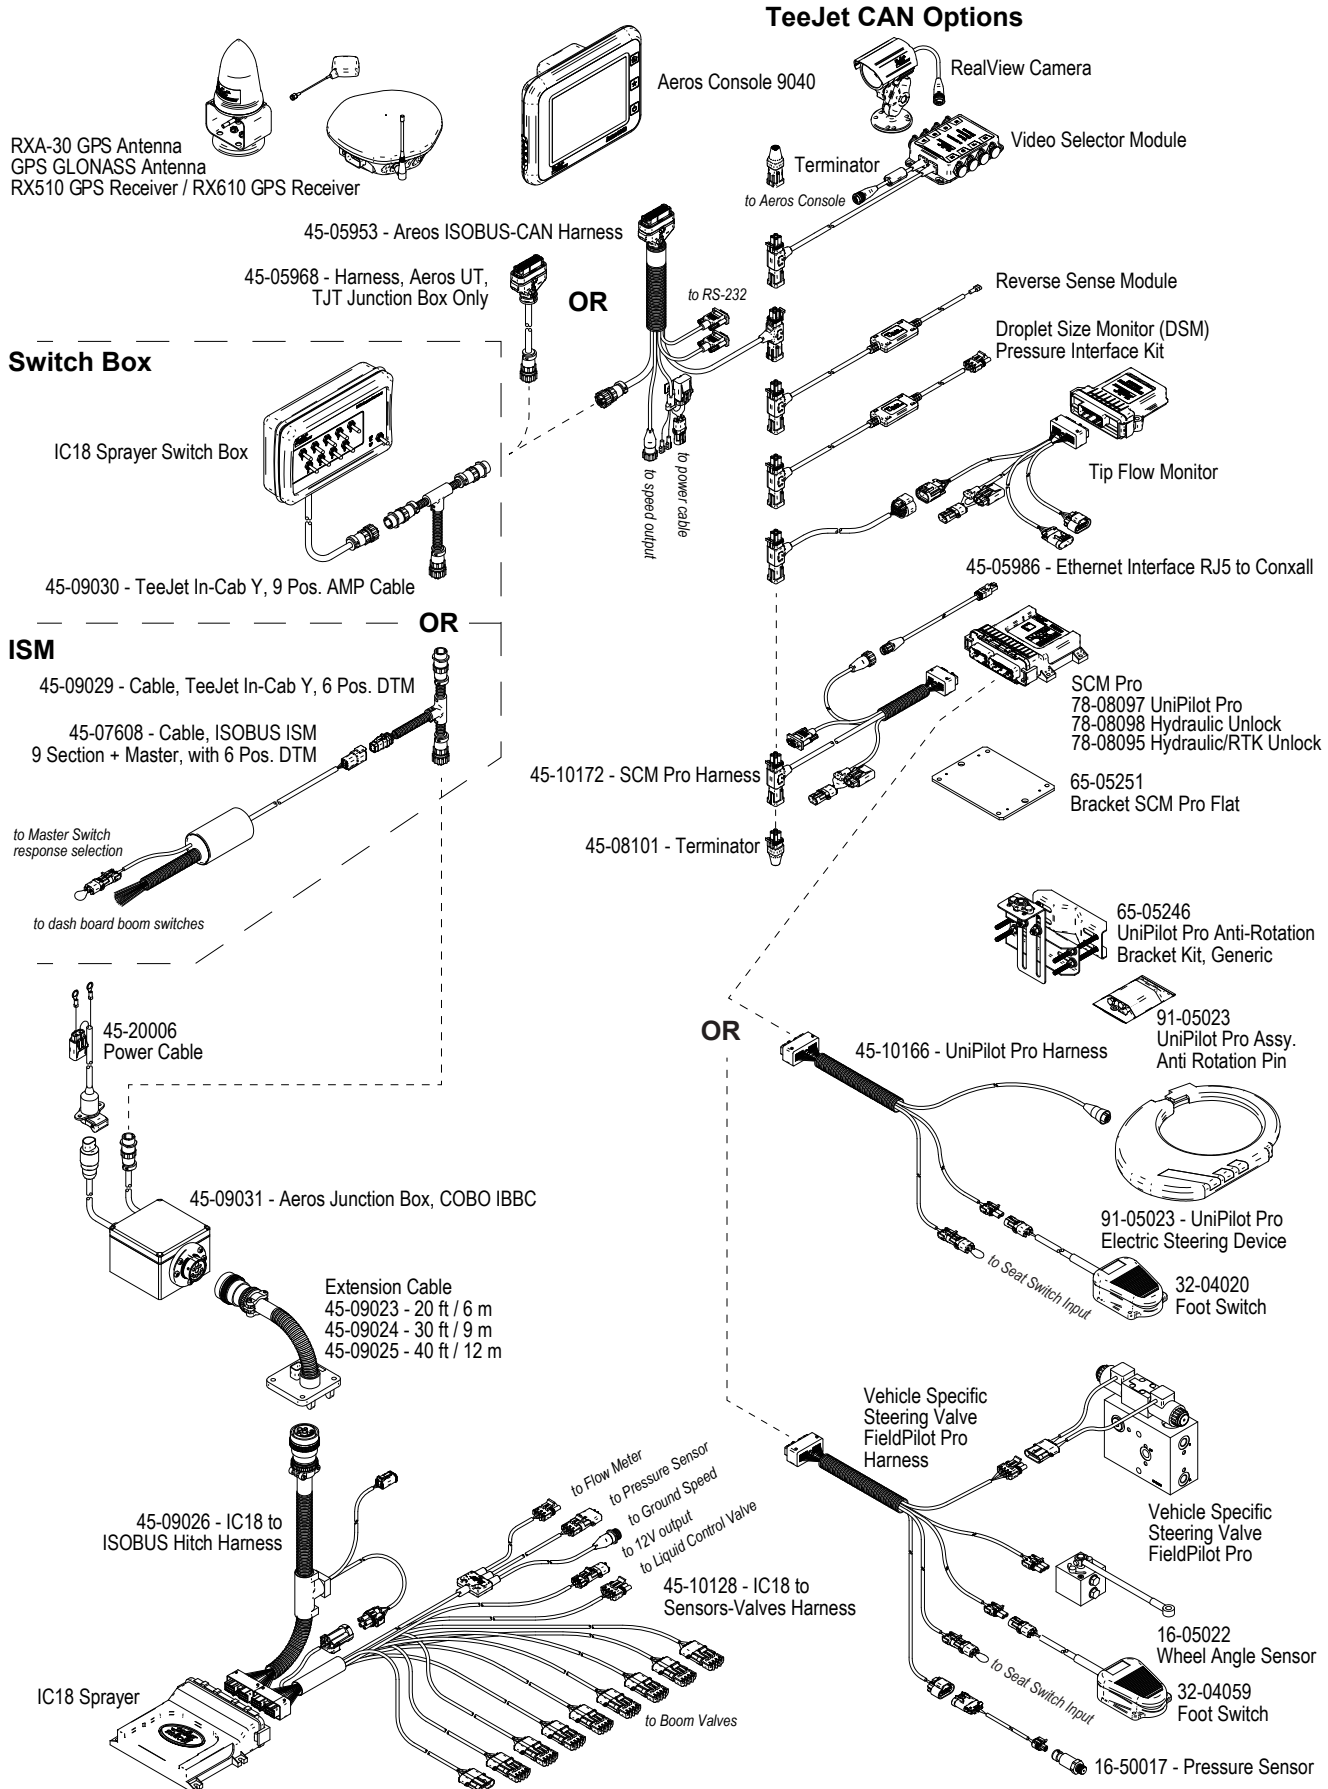 TeeJet CAN Options
RXA-30 GPS Antenna
GPS GLONASS Antenna
RX510 GPS Receiver / RX610 GPS Receiver
Aeros Console 9040
RealView Camera
Video Selector Module
Terminator
to Aeros Console
45-05953 - Areos ISOBUS-CAN Harness
45-05968 - Harness, Aeros UT,
TJT Junction Box Only
OR
to RS-232
Reverse Sense Module
Droplet Size Monitor (DSM)
Pressure Interface Kit
Switch Box
IC18 Sprayer Switch Box
to speed output
to power cable
Tip Flow Monitor
45-09030 - TeeJet In-Cab Y, 9 Pos. AMP Cable
45-05986 - Ethernet Interface RJ5 to Conxall
OR
ISM
45-09029 - Cable, TeeJet In-Cab Y, 6 Pos. DTM
45-07608 - Cable, ISOBUS ISM
9 Section + Master, with 6 Pos. DTM
SCM Pro
78-08097 UniPilot Pro
78-08098 Hydraulic Unlock
78-08095 Hydraulic/RTK Unlock
45-10172 - SCM Pro Harness
65-05251
Bracket SCM Pro Flat
to Master Switch
response selection
45-08101 - Terminator
to dash board boom switches
65-05246
UniPilot Pro Anti-Rotation
Bracket Kit, Generic
91-05023
UniPilot Pro Assy.
Anti Rotation Pin
45-20006
Power Cable
OR
45-10166 - UniPilot Pro Harness
45-09031 - Aeros Junction Box, COBO IBBC
91-05023 - UniPilot Pro
Electric Steering Device
to Seat Switch Input
32-04020
Foot Switch
Extension Cable
45-09023 - 20 ft / 6 m
45-09024 - 30 ft / 9 m
45-09025 - 40 ft / 12 m
Vehicle Specific
Steering Valve
FieldPilot Pro
Harness
to Flow Meter
to Pressure Sensor
to Ground Speed
to 12V output
to Liquid Control Valve
45-09026 - IC18 to
ISOBUS Hitch Harness
Vehicle Specific
Steering Valve
FieldPilot Pro
45-10128 - IC18 to
Sensors-Valves Harness
16-05022
Wheel Angle Sensor
IC18 Sprayer
to Boom Valves
to Seat Switch Input
32-04059
Foot Switch
16-50017 - Pressure Sensor